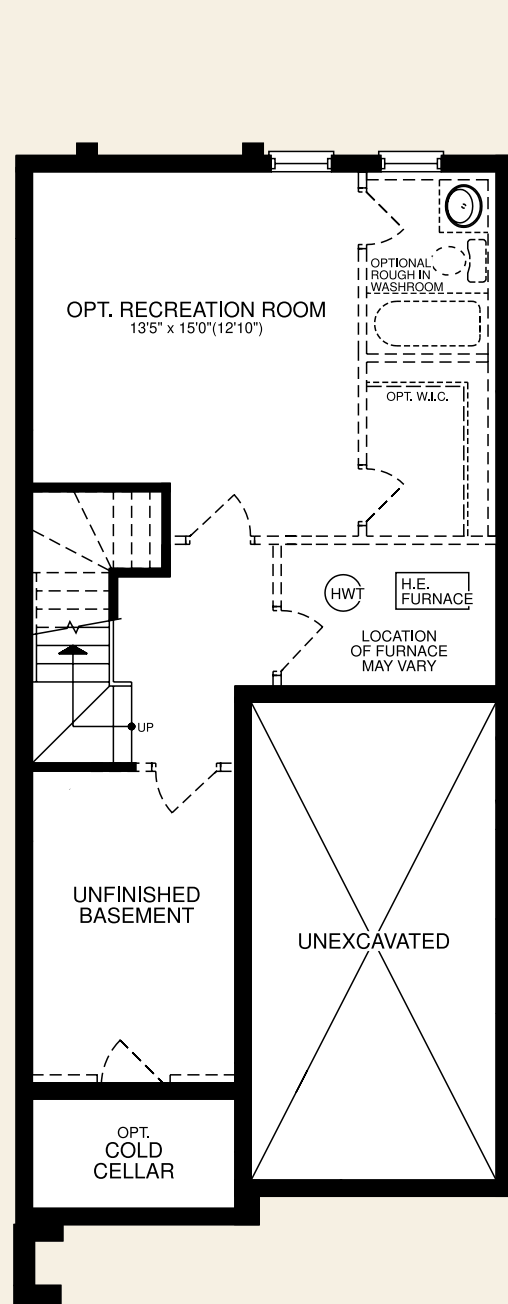 OPTIONAL
ROUGH IN
WASHROOM
OPT. RECREATION ROOM
13'5" x 15'0"(12'10")
OPT. W.I.C.
HWT
H.E.
FURNACE
LOCATION
OF FURNACE
MAY VARY
UP
UNFINISHED
BASEMENT
UNEXCAVATED
OPT.
COLD
CELLAR